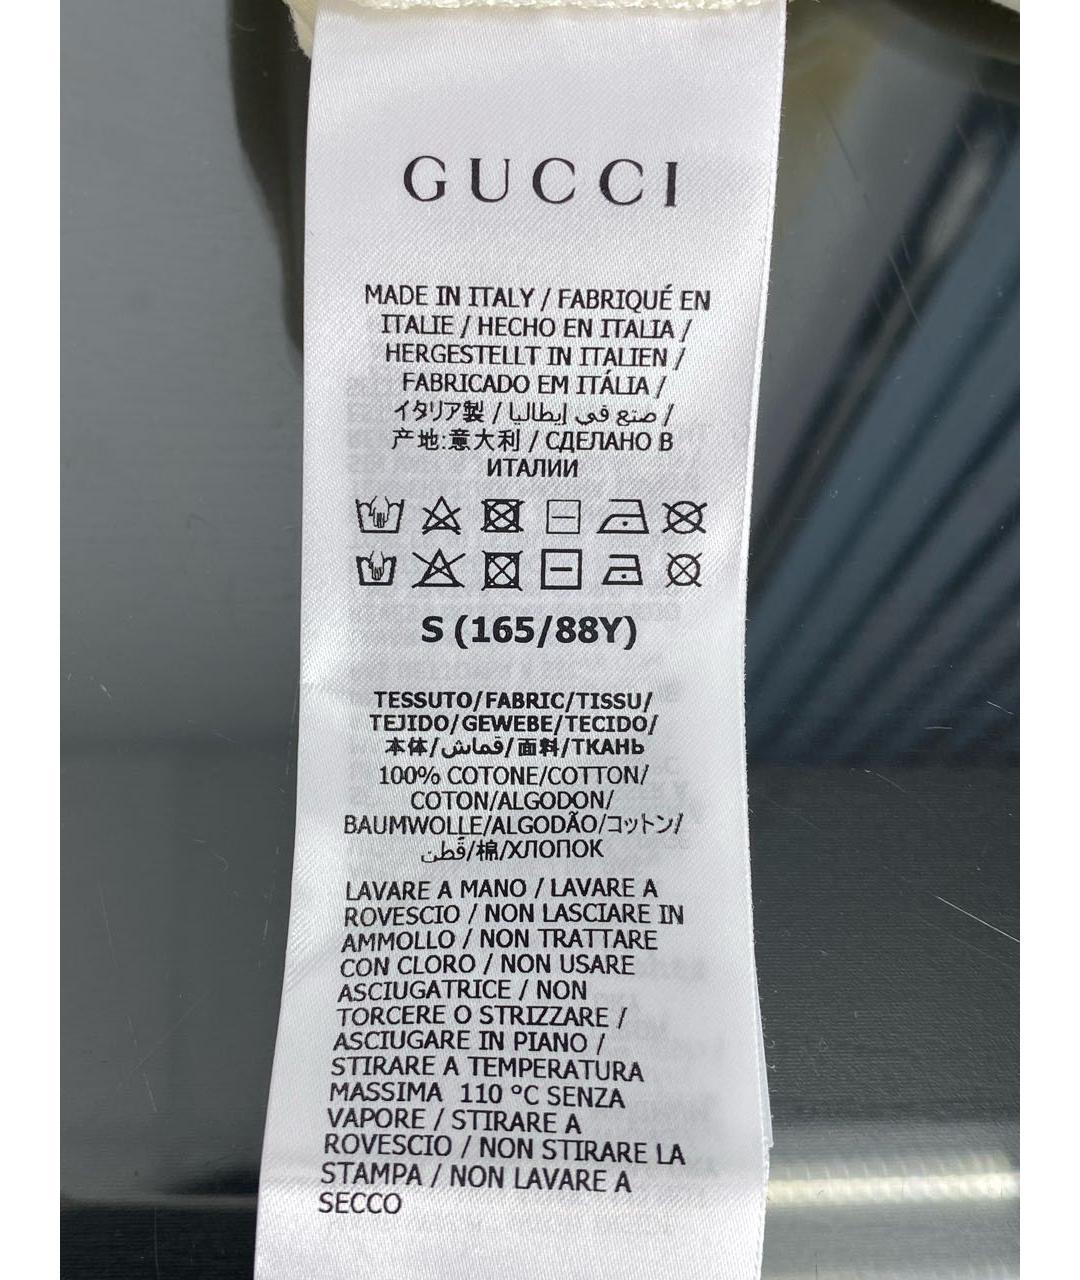 GUCCI
MADE IN ITALY / FABRIQUÉ EN
ITALIE / HECHO EN ITALIA /
HERGESTELLT IN ITALIEN /
FABRICADO EM ITÁLIA /
イタリア製 / صنع في إيطاليا /
产地:意大利 / СДЕЛАНО В
ИТАЛИИ
S (165/88Y)
TESSUTO/FABRIC/TISSU/
TEJIDO/GEWEBE/TECIDO/
本体/قماش/面料/ТКАНЬ
100% COTONE/COTTON/
COTON/ALGODON/
BAUMWOLLE/ALGODÃO/コットン/
قُطن/棉/ХЛОПОК
LAVARE A MANO / LAVARE A
ROVESCIO / NON LASCIARE IN
AMMOLLO / NON TRATTARE
CON CLORO / NON USARE
ASCIUGATRICE / NON
TORCERE O STRIZZARE /
ASCIUGARE IN PIANO /
STIRARE A TEMPERATURA
MASSIMA 110 °C SENZA
VAPORE / STIRARE A
ROVESCIO / NON STIRARE LA
STAMPA / NON LAVARE A
SECCO